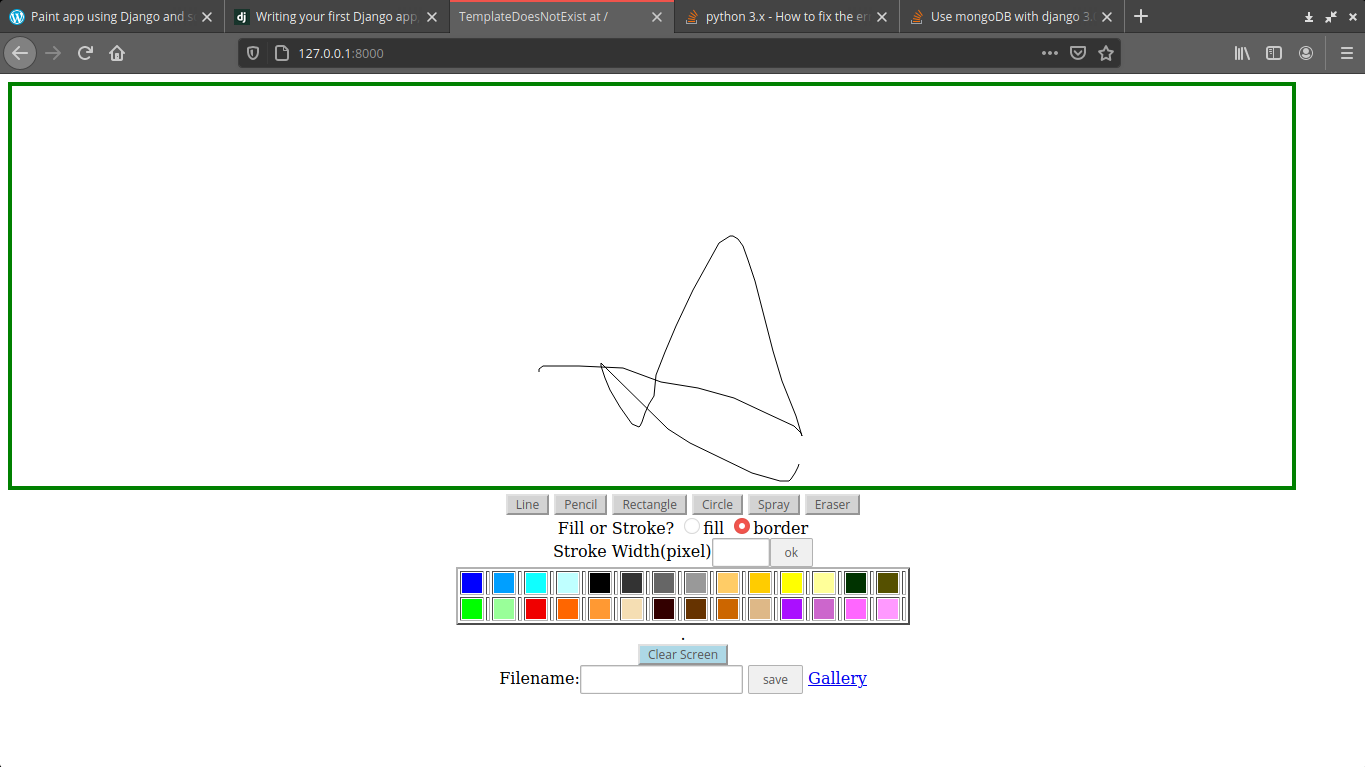 Paint app using Django and s
Writing your first Django app,
TemplateDoesNotExist at /
python 3.x - How to fix the er
Use mongoDB with django 3.
127.0.0.1:8000
Line Pencil Rectangle Circle Spray Eraser
Fill or Stroke? fill border
Stroke Width(pixel) ok
.
Clear Screen
Filename: save Gallery